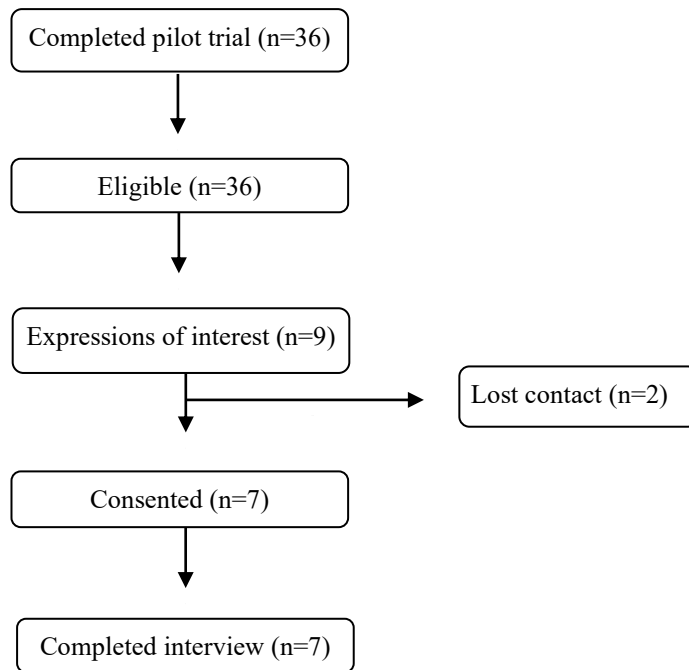 Completed pilot trial (n=36)
Eligible (n=36)
Expressions of interest (n=9)
Lost contact (n=2)
Consented (n=7)
Completed interview (n=7)